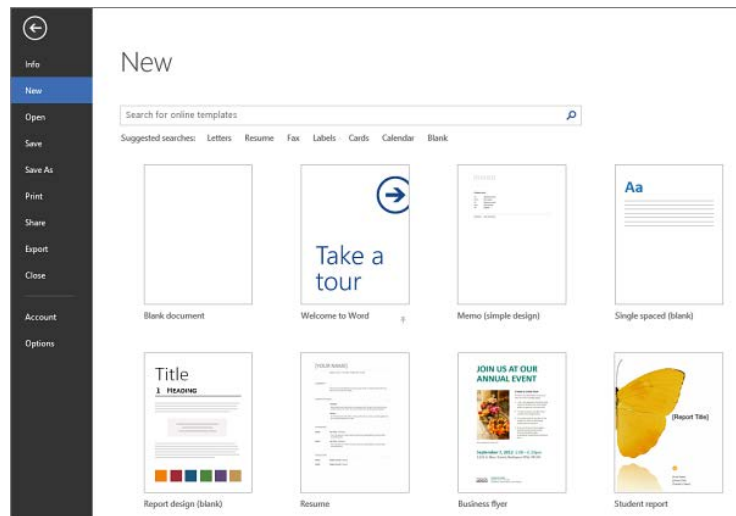 Info
New
Open
Save
Save As
Print
Share
Export
Close
Account
Options
New
Search for online templates
Suggested searches: Letters Resume Fax Labels Cards Calendar Blank
Take a
tour
Aa
Blank document
Welcome to Word
Memo (simple design)
Single spaced (blank)
Title
1 HEADING
[YOUR NAME]
JOIN US AT OUR
ANNUAL EVENT
[Report Title]
Report design (blank)
Resume
Business flyer
Student report